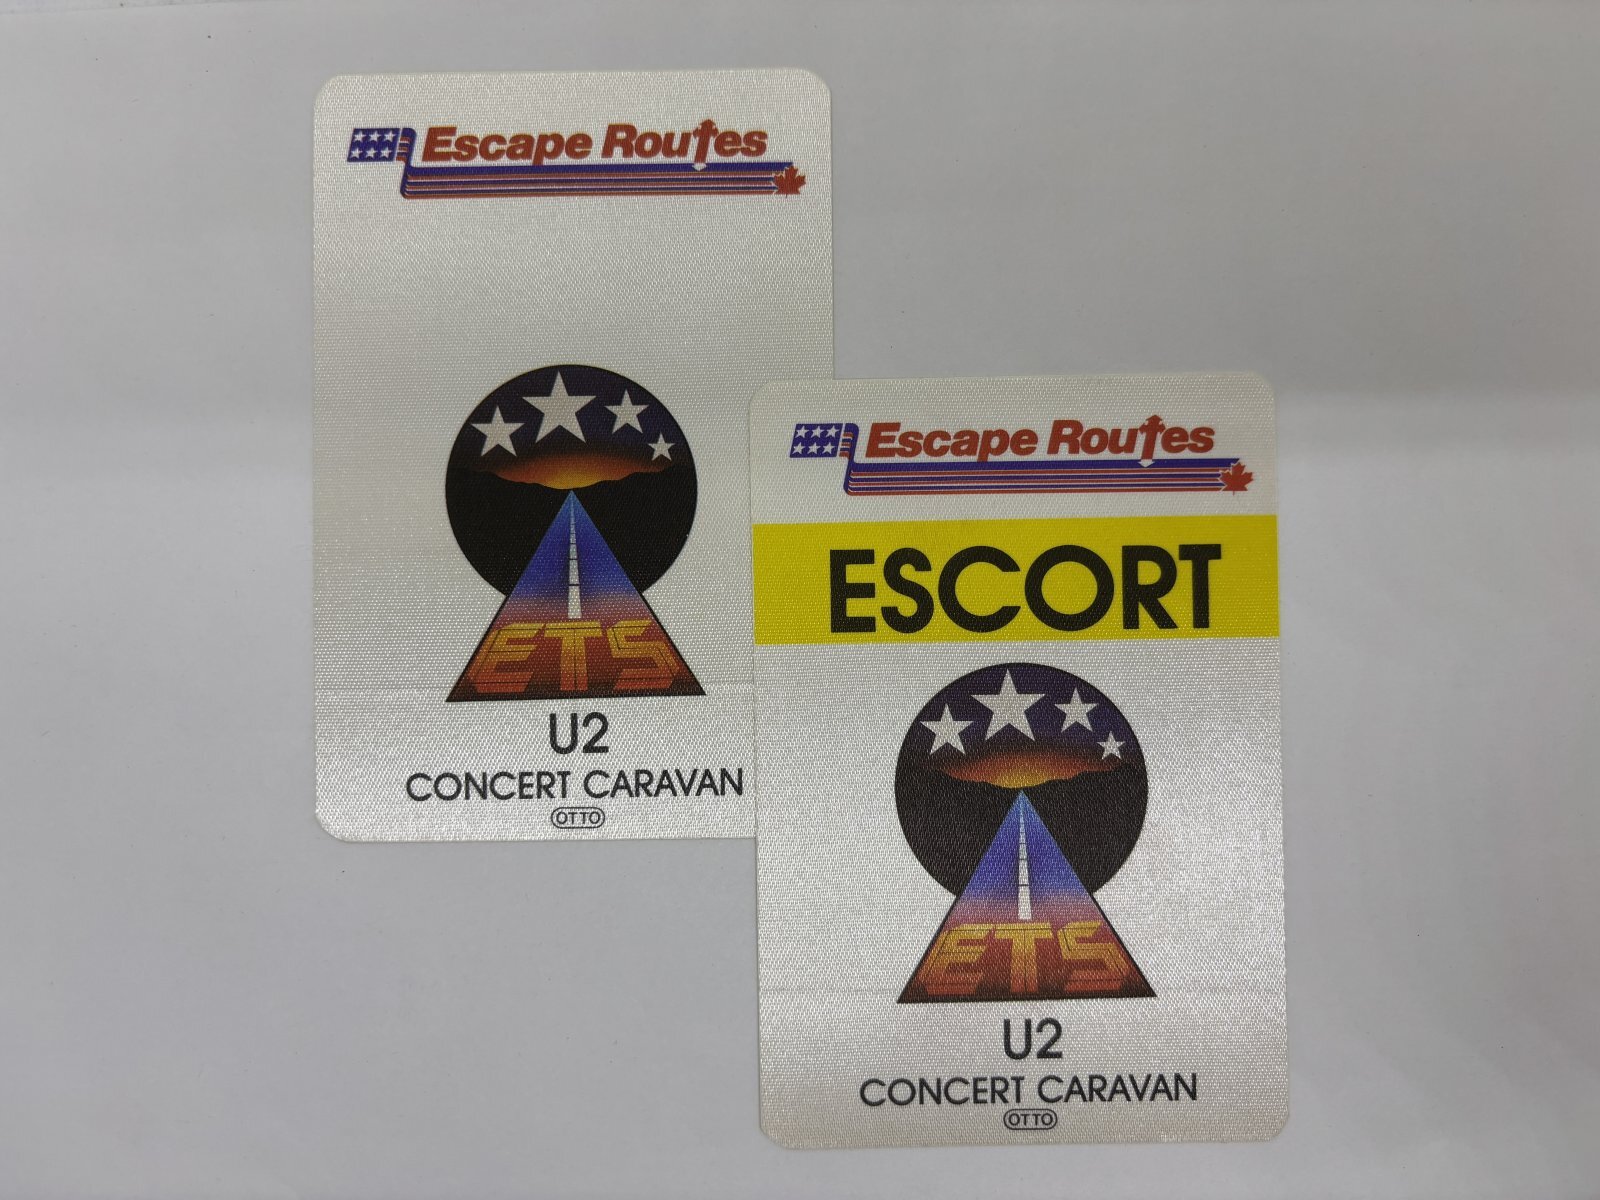 Escape Routes
ETS
U2
CONCERT CARAVAN
OTTO
Escape Routes
ESCORT
ETS
U2
CONCERT CARAVAN
OTTO